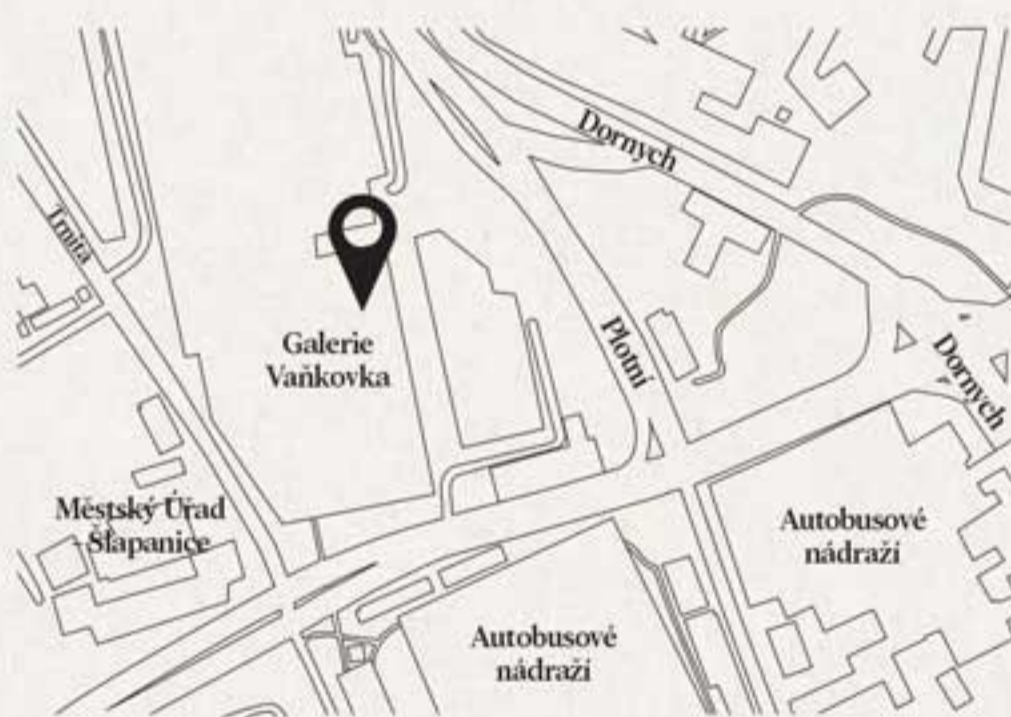 Dornych
Trnitá
Galerie
Vaňkovka
Plotní
Dornych
Městský Úřad
Šlapanice
Autobusové
nádraží
Autobusové
nádraží